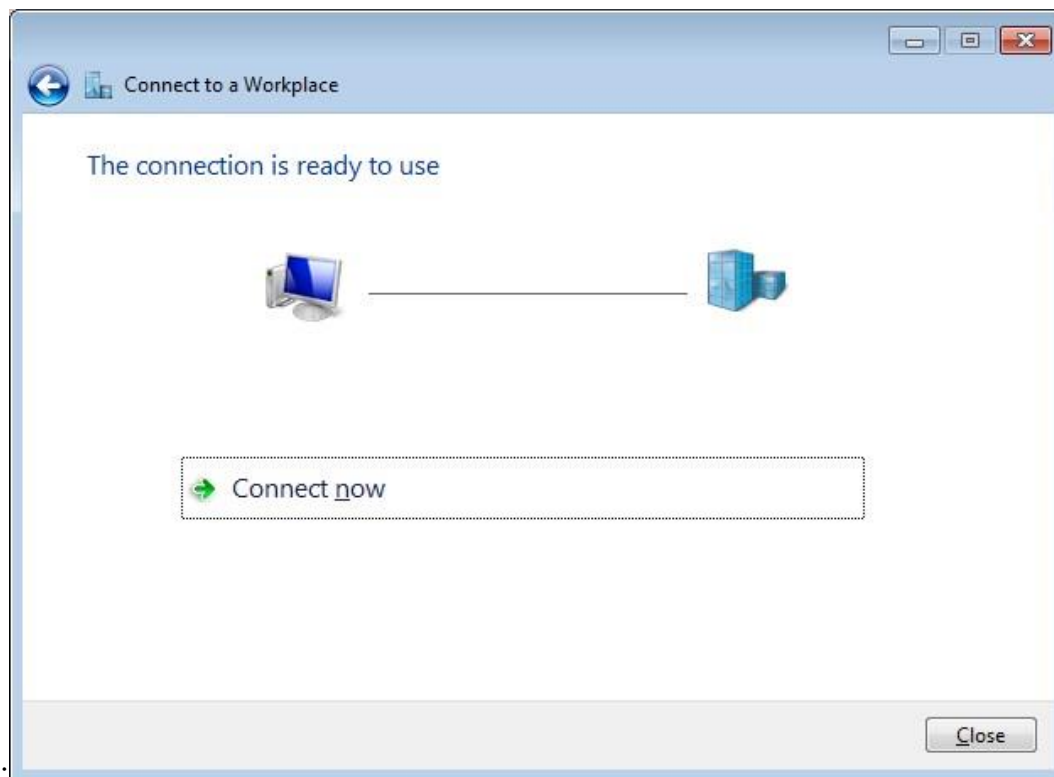 Connect to a Workplace
The connection is ready to use
Connect now
Close
.